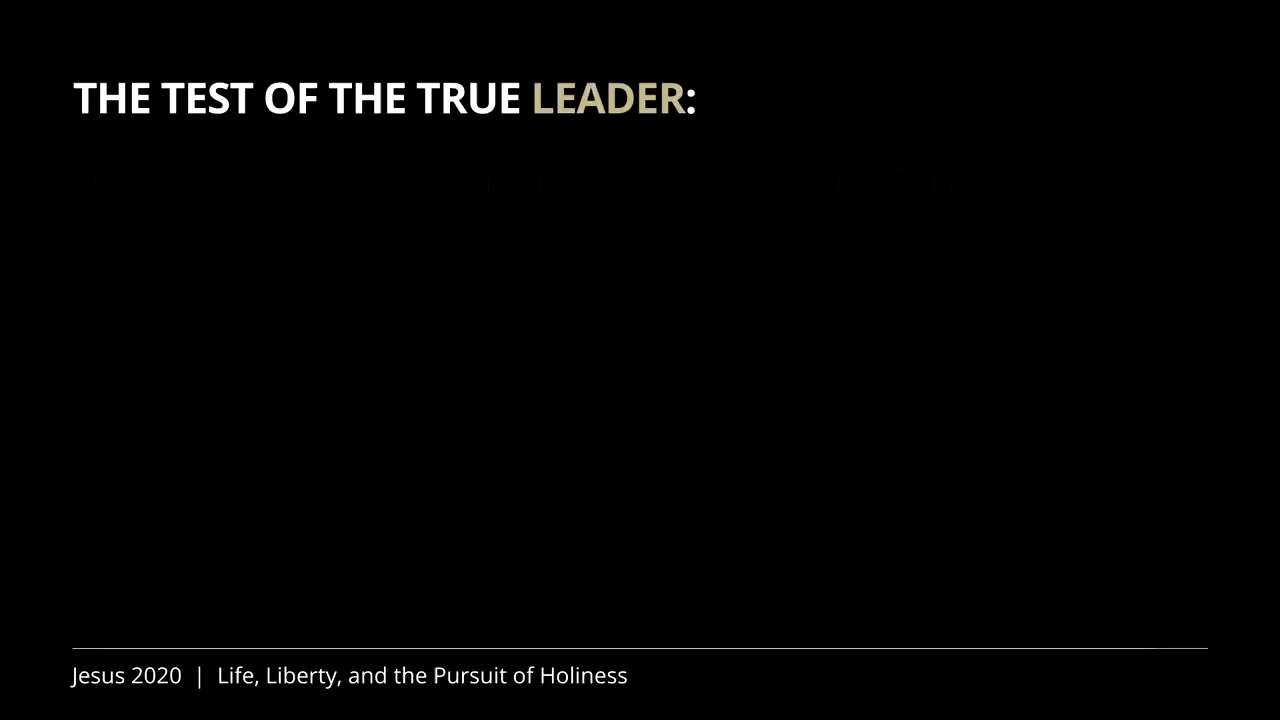 THE TEST OF THE TRUE LEADER:
Jesus 2020 | Life, Liberty, and the Pursuit of Holiness